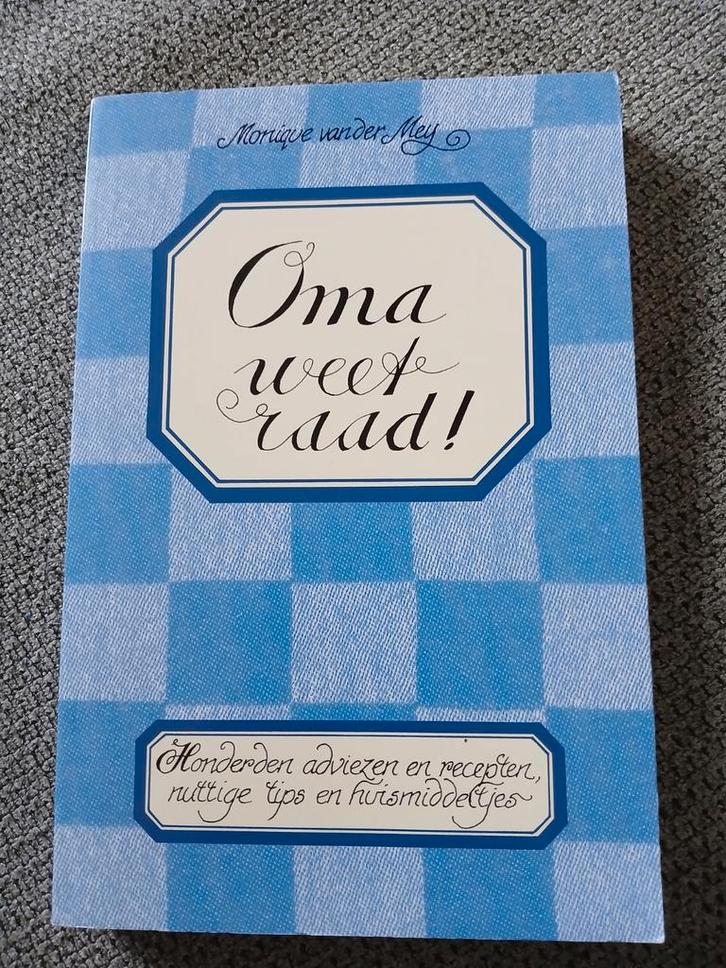 Monique van der Mey
Oma
weet
raad!
Honderden adviezen en recepten,
nuttige tips en huismiddeltjes